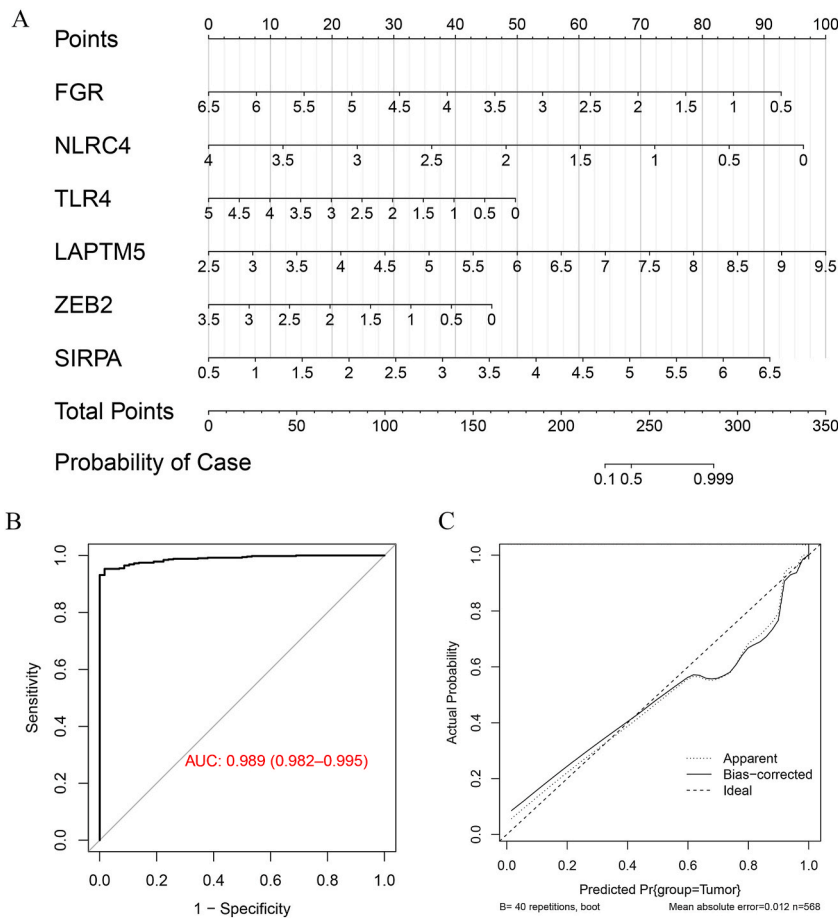 A
Points
0 10 20 30 40 50 60 70 80 90 100
FGR
6.5 6 5.5 5 4.5 4 3.5 3 2.5 2 1.5 1 0.5
NLRC4
4 3.5 3 2.5 2 1.5 1 0.5 0
TLR4
5 4.5 4 3.5 3 2.5 2 1.5 1 0.5 0
LAPTM5
2.5 3 3.5 4 4.5 5 5.5 6 6.5 7 7.5 8 8.5 9 9.5
ZEB2
3.5 3 2.5 2 1.5 1 0.5 0
SIRPA
0.5 1 1.5 2 2.5 3 3.5 4 4.5 5 5.5 6 6.5
Total Points
0 50 100 150 200 250 300 350
Probability of Case
0.1 0.5 0.999
B
Sensitivity
1.0
0.8
0.6
0.4
0.2
0.0
AUC: 0.989 (0.982–0.995)
0.0 0.2 0.4 0.6 0.8 1.0
1 − Specificity
C
Actual Probability
1.0
0.8
0.6
0.4
0.2
0.0
Apparent
Bias−corrected
Ideal
0.0 0.2 0.4 0.6 0.8 1.0
Predicted Pr{group=Tumor}
B= 40 repetitions, boot
Mean absolute error=0.012 n=568